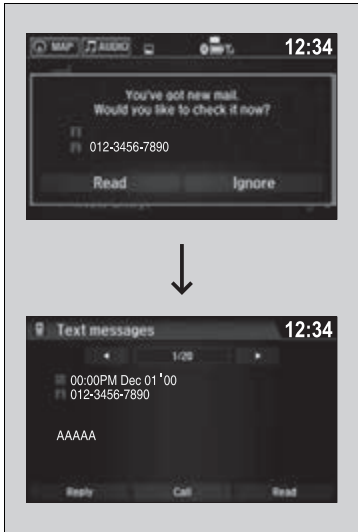 MAP AUDIO 12:34
You've got new mail.
Would you like to check it now?
012-3456-7890
Read Ignore
Text messages 12:34
1/20
00:00PM Dec 01 '00
012-3456-7890
AAAAA
Reply Call Read